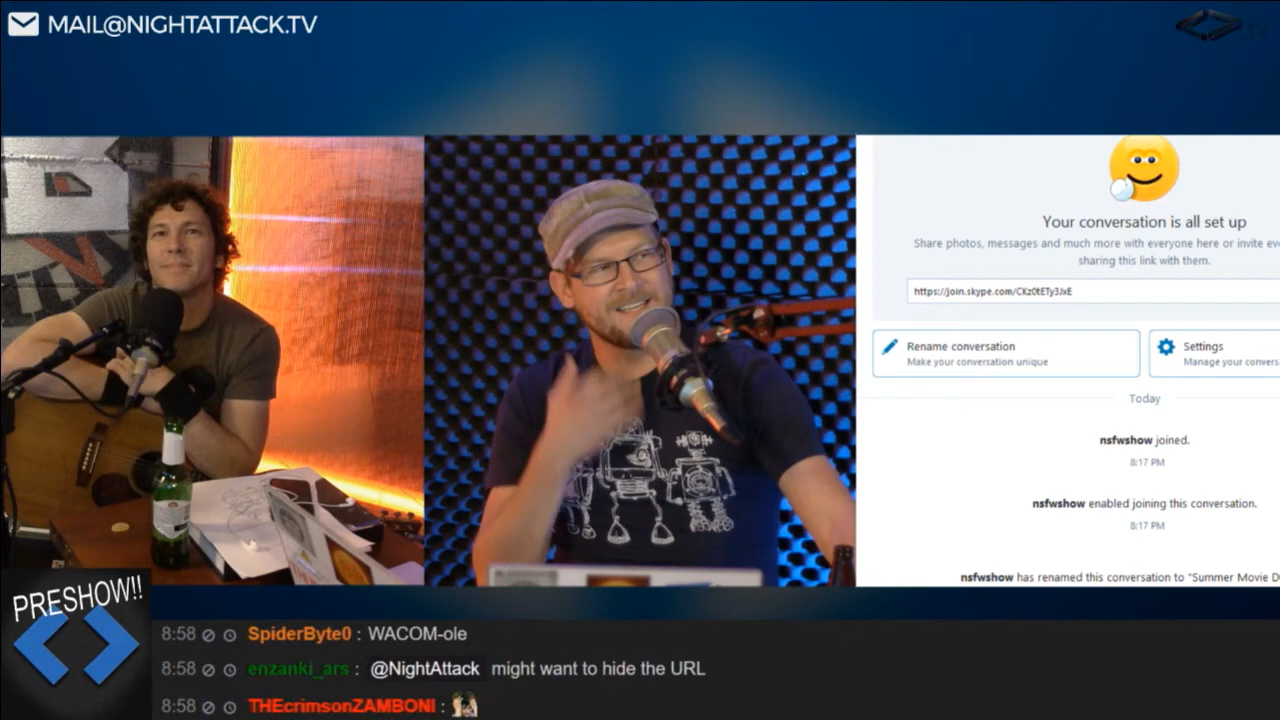 MAIL@NIGHTATTACK.TV
Your conversation is all set up
Share photos, messages and much more with everyone here or invite
sharing this link with them.
https://join.skype.com/CKz0tETy3JxE
Rename conversation
Make your conversation unique
Settings
Manage your convers
Today
nsfwshow joined.
8:17 PM
nsfwshow enabled joining this conversation.
8:17 PM
nsfwshow has renamed this conversation to "Summer Movie D
PRESHOW!!
8:58 SpiderByte0 : WACOM-ole
8:58 enzanki_ars : @NightAttack might want to hide the URL
8:58 THEcrimsonZAMBONI :